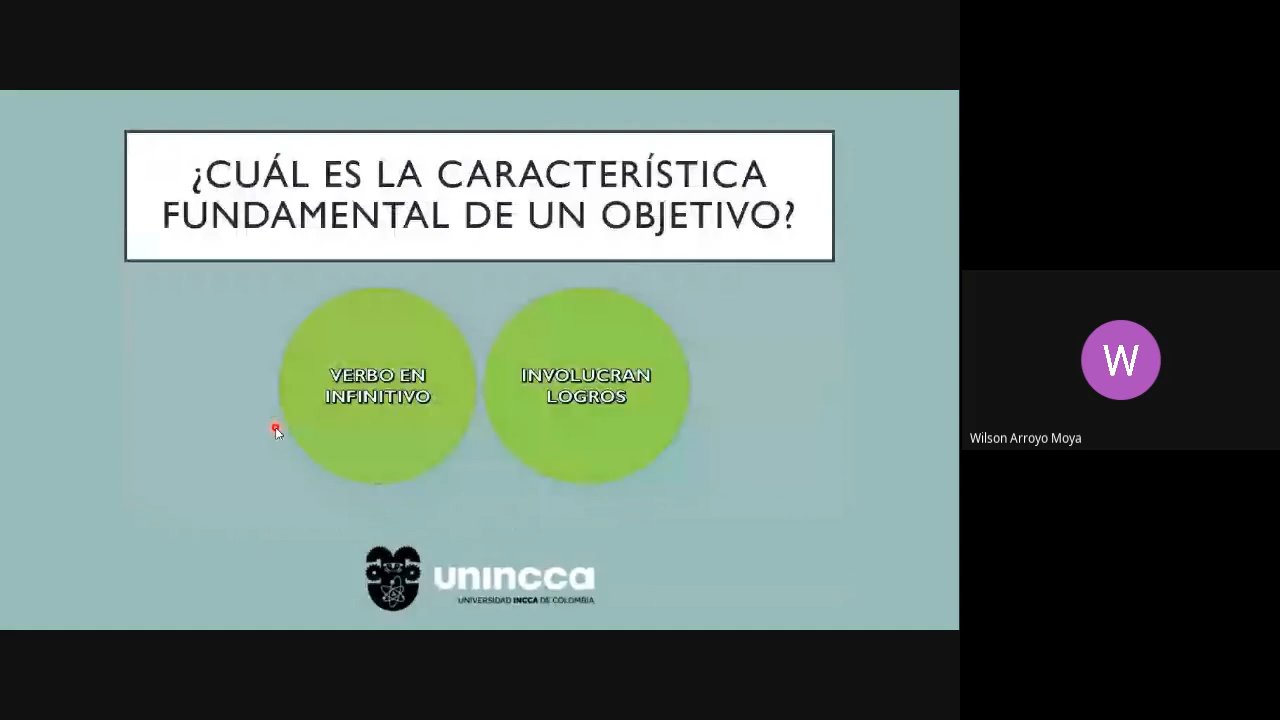 ¿CUÁL ES LA CARACTERÍSTICA
FUNDAMENTAL DE UN OBJETIVO?
VERBO EN
INFINITIVO
INVOLUCRAN
LOGROS
unincca
UNIVERSIDAD INCCA DE COLOMBIA
W
Wilson Arroyo Moya